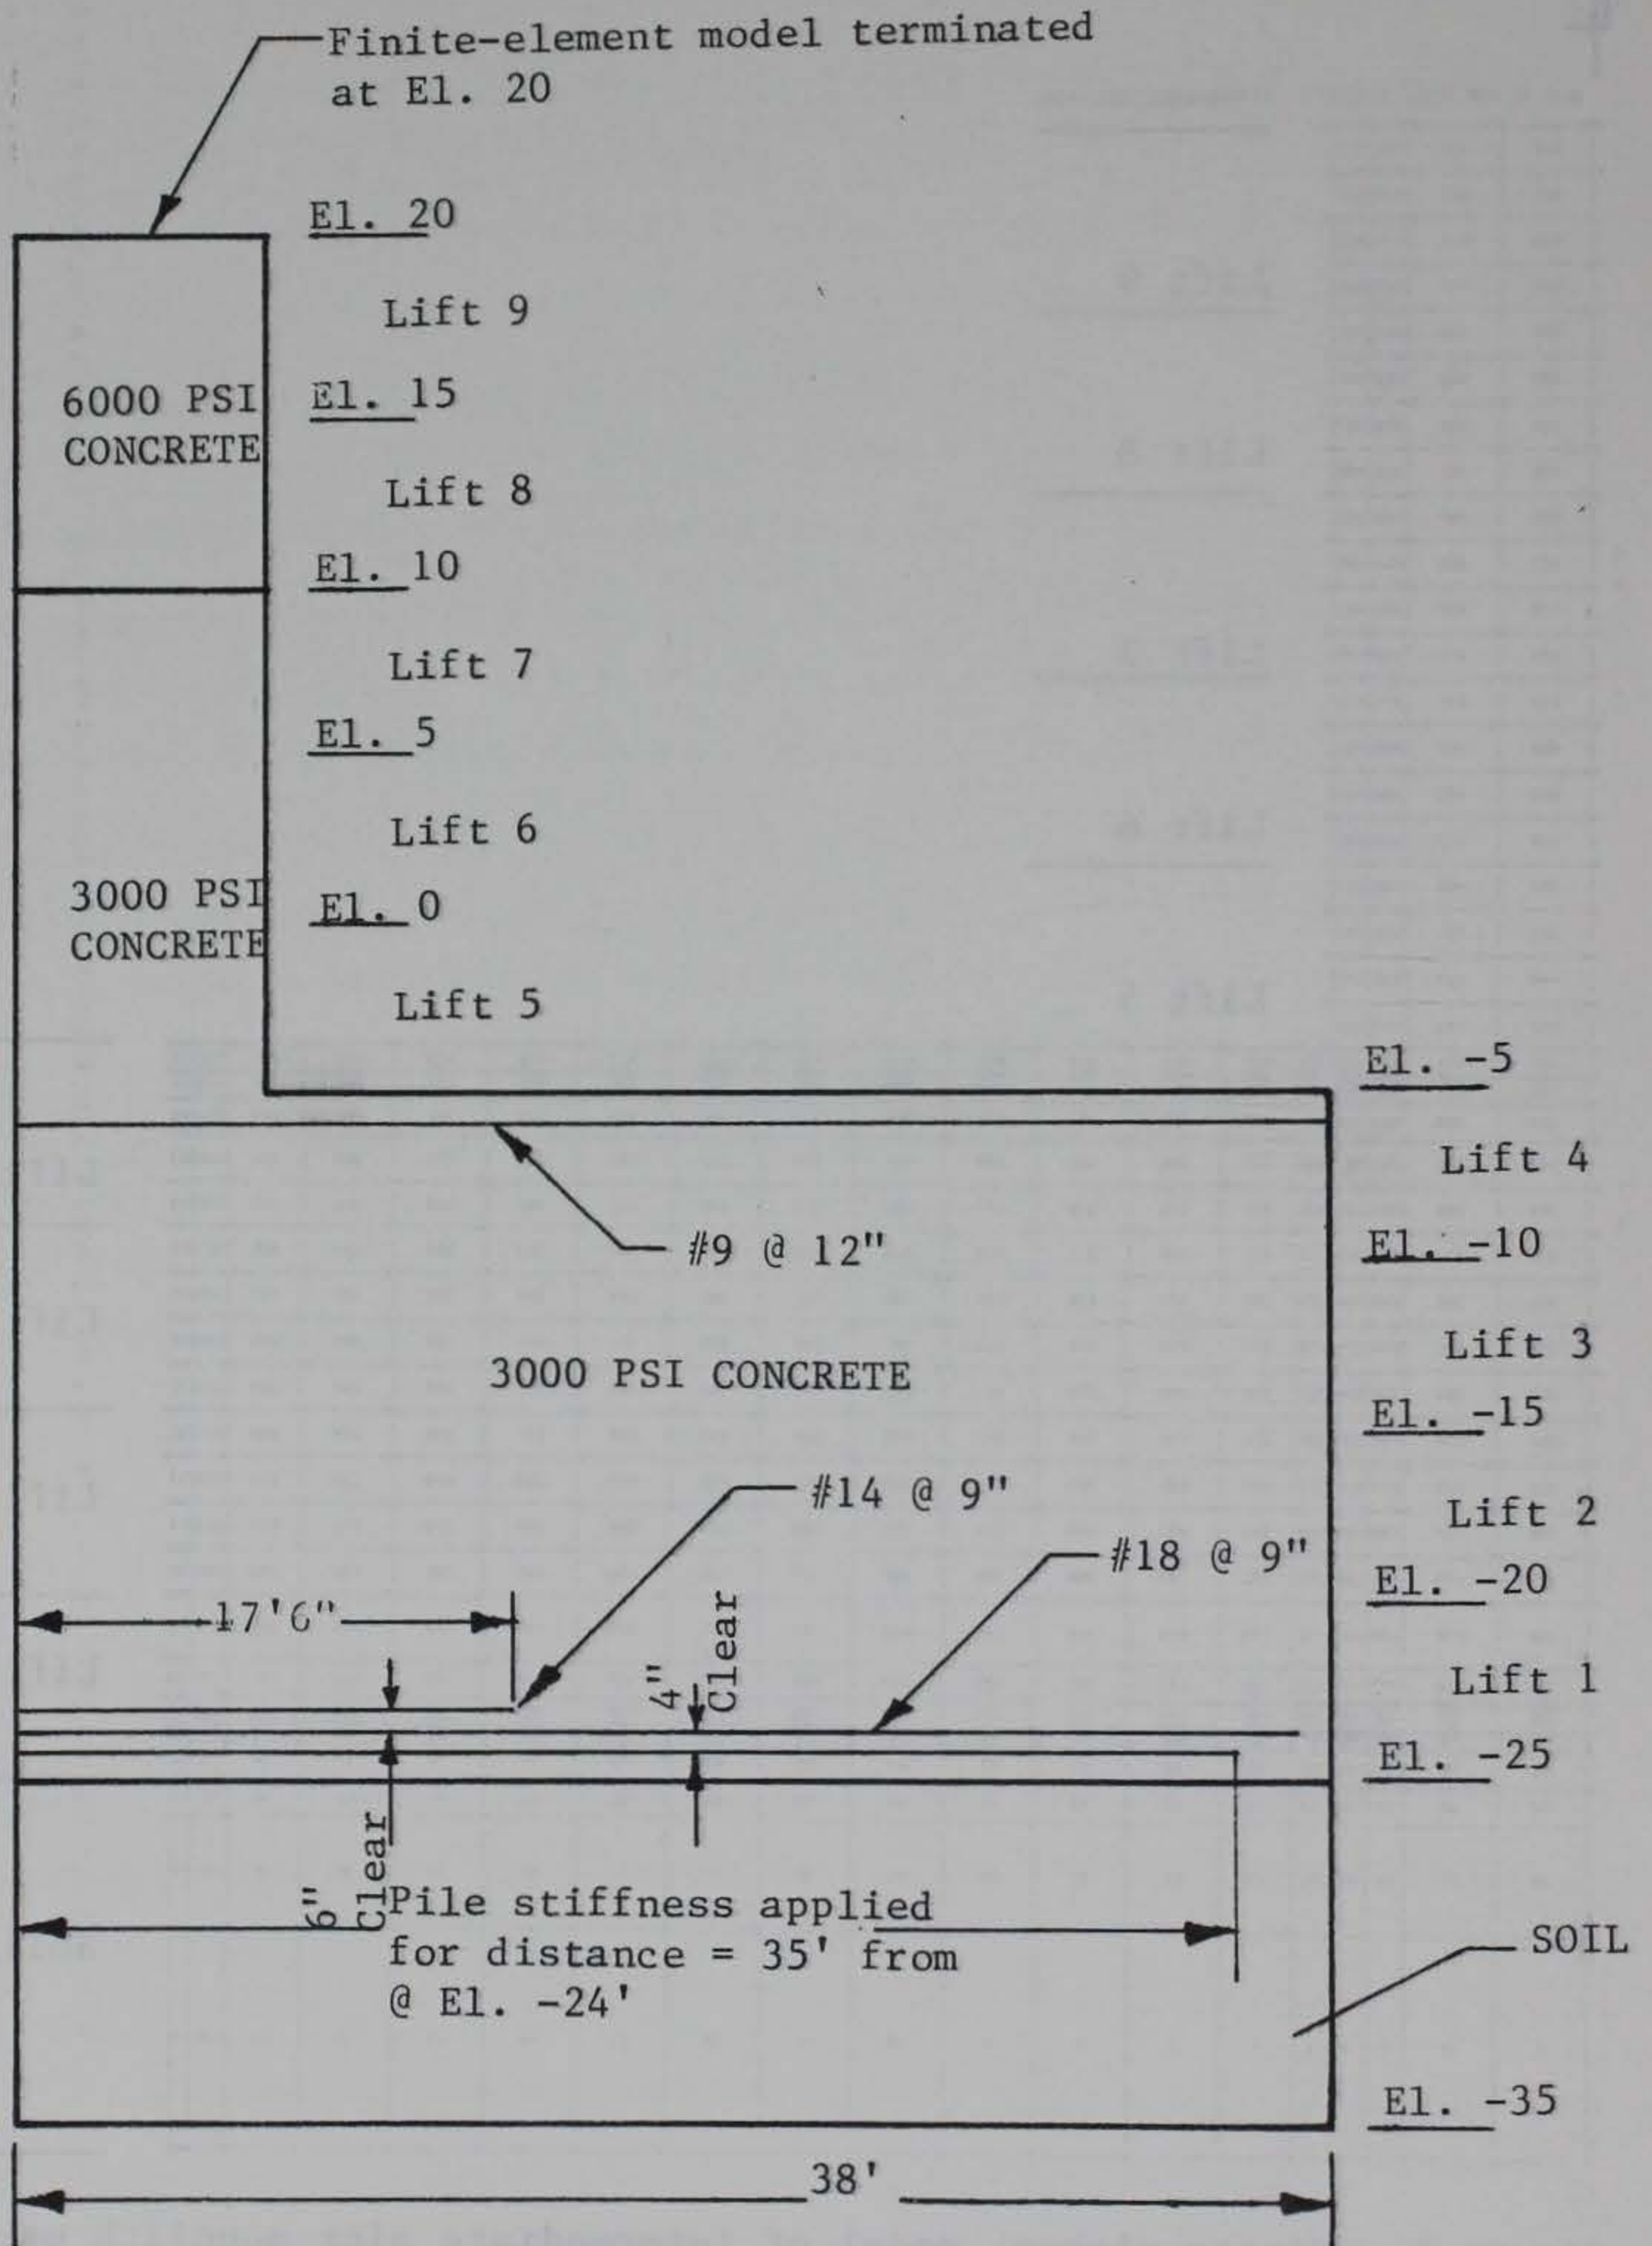 Finite-element model terminated
at El. 20
El. 20
Lift 9
6000 PSI
CONCRETE
El. 15
Lift 8
El. 10
Lift 7
El. 5
Lift 6
3000 PSI
CONCRETE
El. 0
Lift 5
El. -5
Lift 4
#9 @ 12"
El. -10
Lift 3
3000 PSI CONCRETE
El. -15
#14 @ 9"
Lift 2
#18 @ 9"
El. -20
17'6"
4"
Clear
Lift 1
El. -25
6"
Clear
Pile stiffness applied
for distance = 35' from
@ El. -24'
SOIL
El. -35
38'